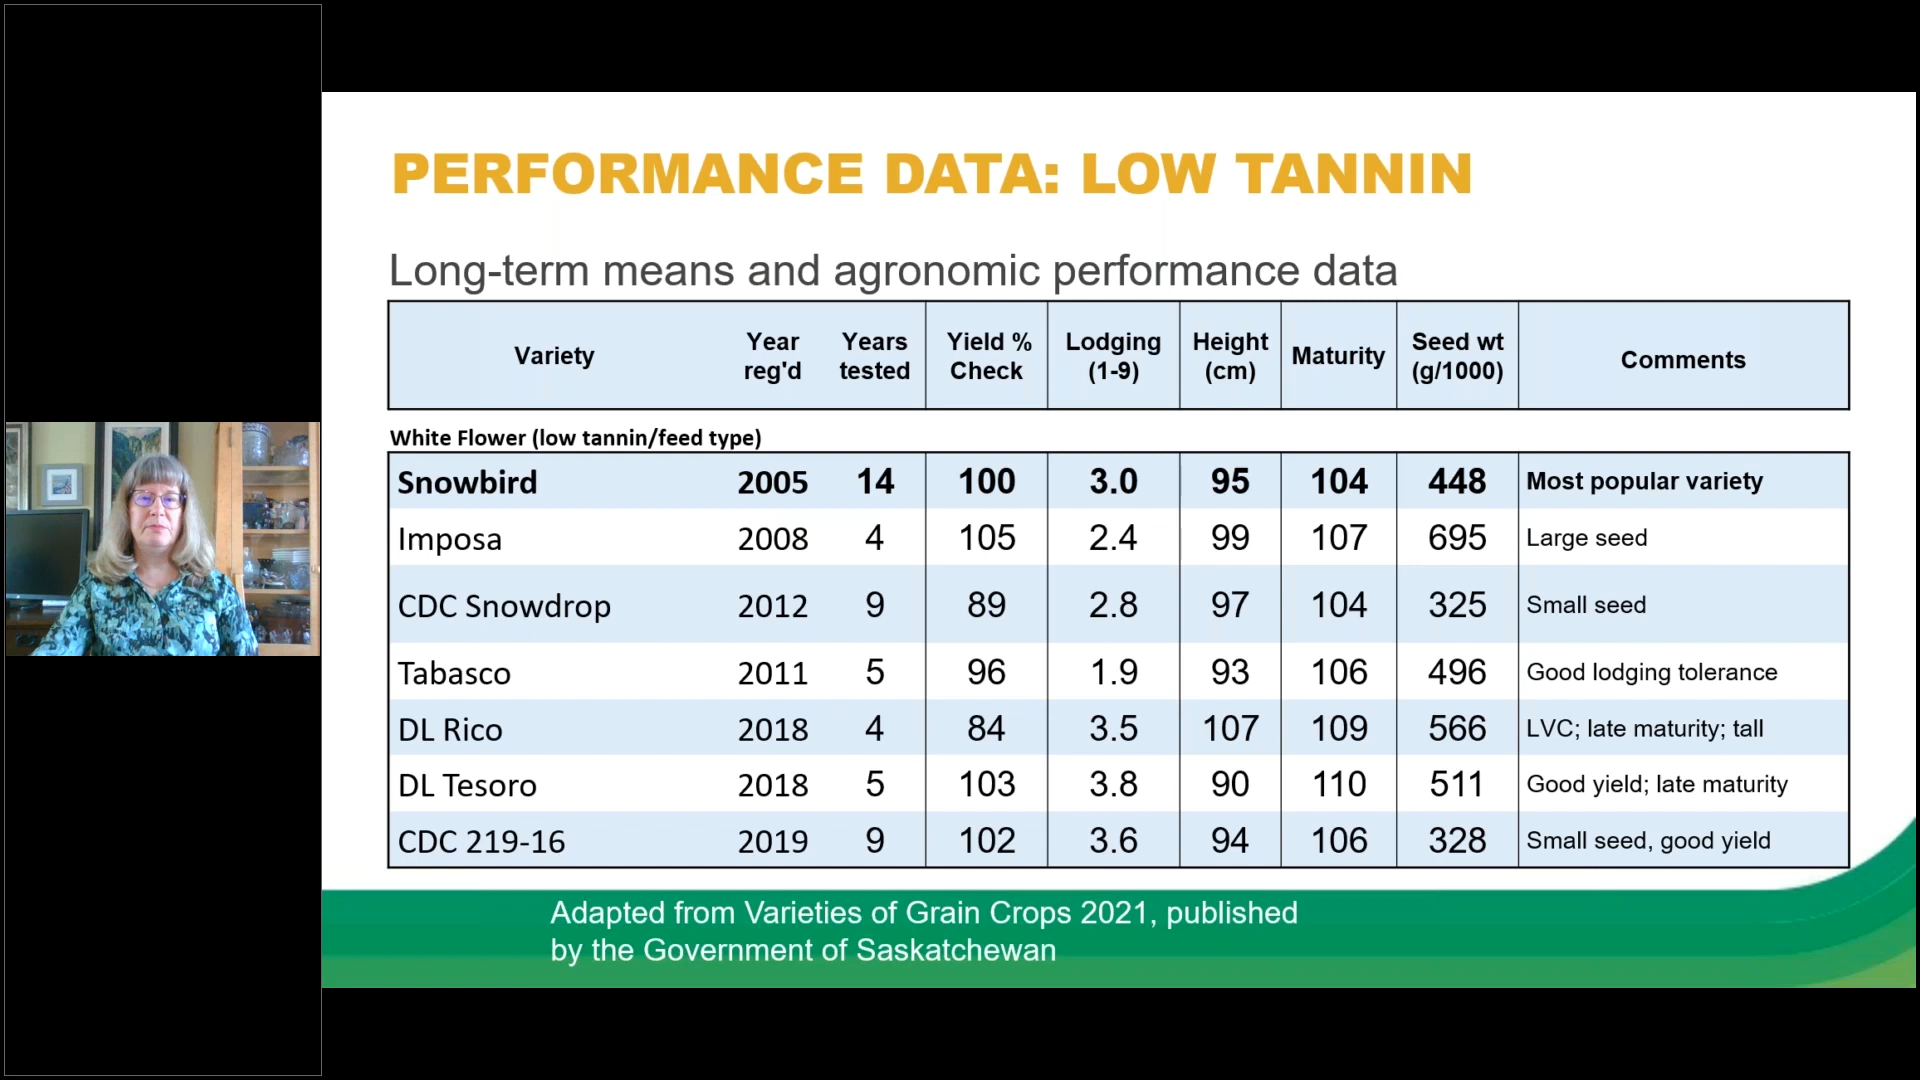 PERFORMANCE DATA: LOW TANNIN
Long-term means and agronomic performance data
Variety Year reg'd Years tested Yield % Check Lodging (1-9) Height (cm) Maturity Seed wt (g/1000) Comments
White Flower (low tannin/feed type)
Snowbird 2005 14 100 3.0 95 104 448 Most popular variety
Imposa 2008 4 105 2.4 99 107 695 Large seed
CDC Snowdrop 2012 9 89 2.8 97 104 325 Small seed
Tabasco 2011 5 96 1.9 93 106 496 Good lodging tolerance
DL Rico 2018 4 84 3.5 107 109 566 LVC; late maturity; tall
DL Tesoro 2018 5 103 3.8 90 110 511 Good yield; late maturity
CDC 219-16 2019 9 102 3.6 94 106 328 Small seed, good yield
Adapted from Varieties of Grain Crops 2021, published
by the Government of Saskatchewan